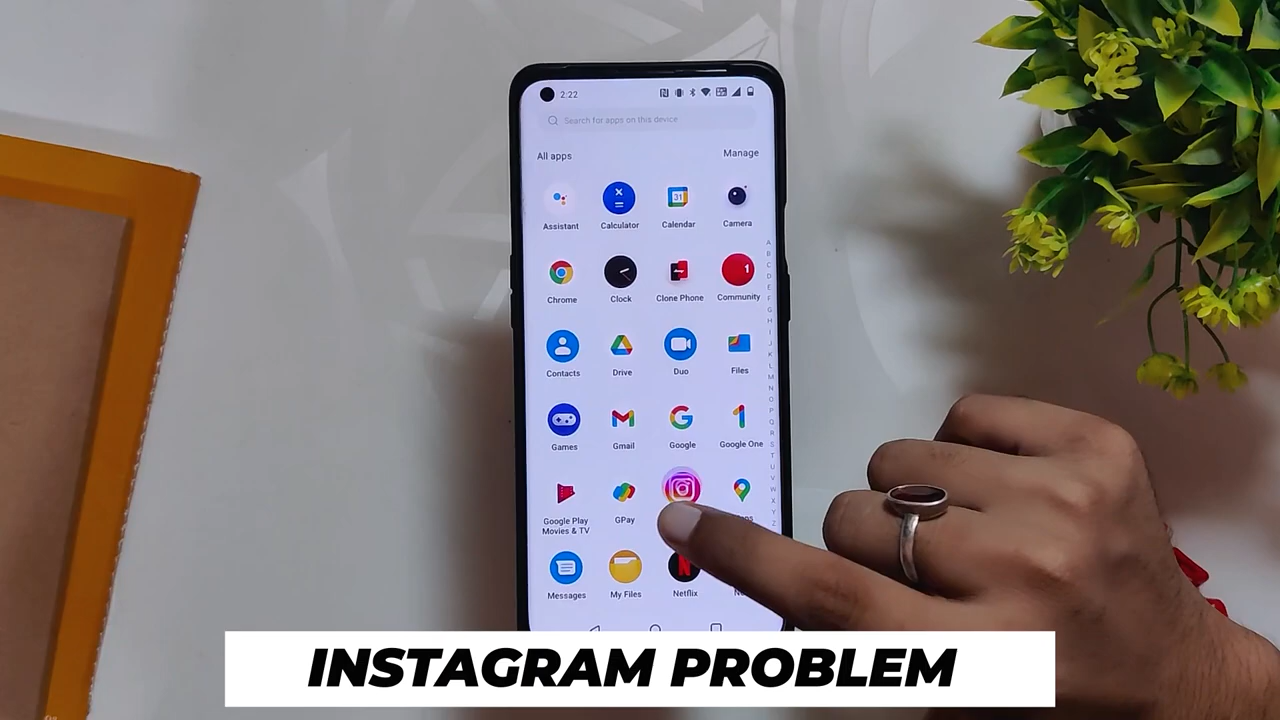 2:22
Search for apps on this device
All apps
Manage
31
Assistant
Calculator
Calendar
Camera
1
Chrome
Clock
Clone Phone
Community
Contacts
Drive
Duo
Files
Games
Gmail
Google
Google One
Google Play
Movies & TV
GPay
N
Messages
My Files
Netflix
A
B
C
D
E
F
G
H
I
J
K
L
M
N
O
P
Q
R
S
T
U
V
W
X
Y
Z
INSTAGRAM PROBLEM